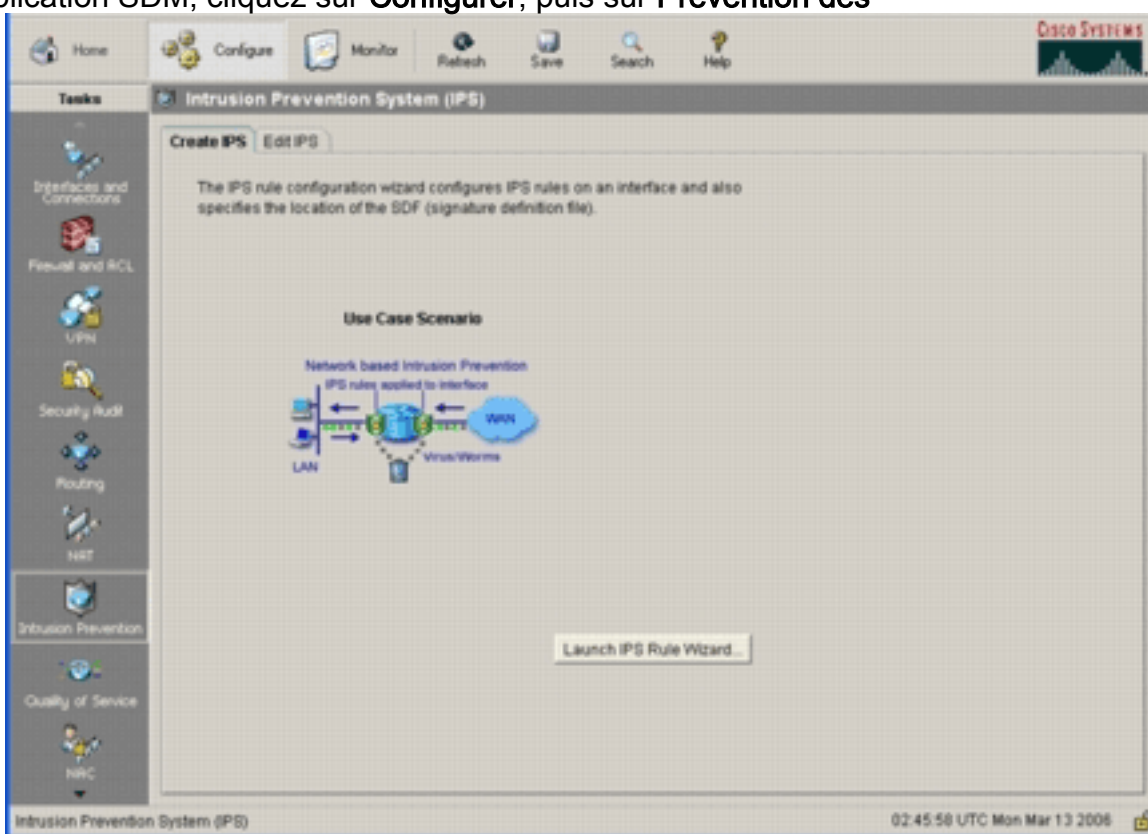 plication SDM, cliquez sur Configurer, puis sur Prévention des
Home
Configure
Monitor
Refresh
Save
Search
Help
CISCO SYSTEMS
Tasks
Intrusion Prevention System (IPS)
Create IPS
Edit IPS
The IPS rule configuration wizard configures IPS rules on an interface and also
specifies the location of the SDF (signature definition file).
Use Case Scenario
Network based Intrusion Prevention
IPS rules applied to interface
WAN
LAN
Virus/Worms
Launch IPS Rule Wizard...
Interfaces and
Connections
Firewall and ACL
VPN
Security Audit
Routing
NAT
Intrusion Prevention
Quality of Service
NAC
Intrusion Prevention System (IPS)
02:45:58 UTC Mon Mar 13 2006